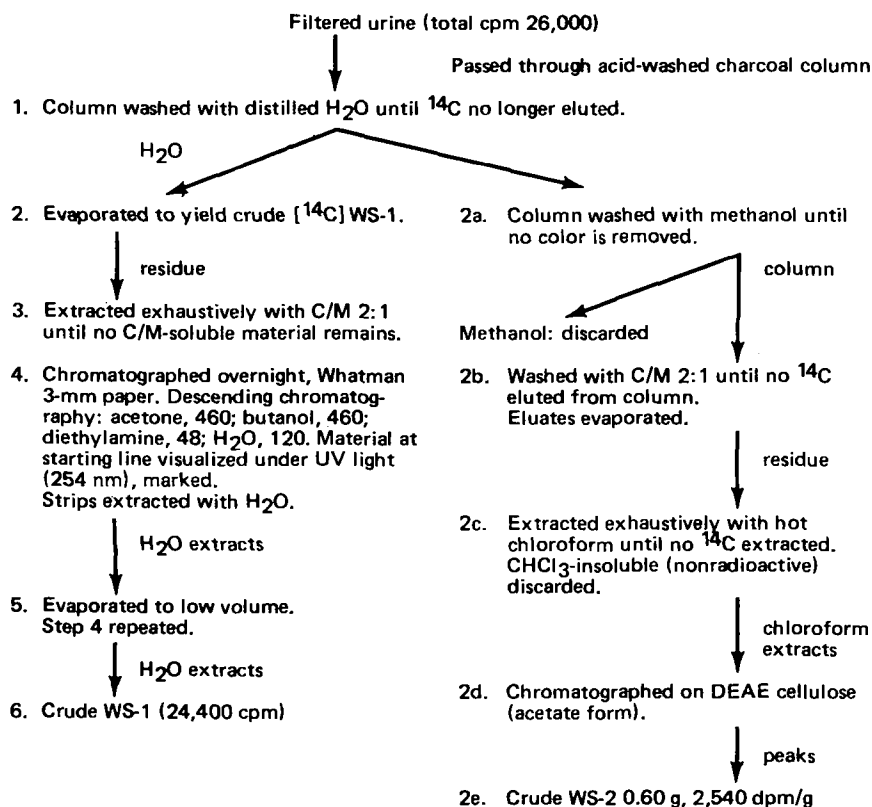 Filtered urine (total cpm 26,000)
Passed through acid-washed charcoal column
1. Column washed with distilled H2O until 14C no longer eluted.
H2O
2. Evaporated to yield crude [14C] WS-1.
residue
3. Extracted exhaustively with C/M 2:1
until no C/M-soluble material remains.
4. Chromatographed overnight, Whatman
3-mm paper. Descending chromatog-
raphy: acetone, 460; butanol, 460;
diethylamine, 48; H2O, 120. Material at
starting line visualized under UV light
(254 nm), marked.
Strips extracted with H2O.
H2O extracts
5. Evaporated to low volume.
Step 4 repeated.
H2O extracts
6. Crude WS-1 (24,400 cpm)
2a. Column washed with methanol until
no color is removed.
column
Methanol: discarded
2b. Washed with C/M 2:1 until no 14C
eluted from column.
Eluates evaporated.
residue
2c. Extracted exhaustively with hot
chloroform until no 14C extracted.
CHCl3-insoluble (nonradioactive)
discarded.
chloroform
extracts
2d. Chromatographed on DEAE cellulose
(acetate form).
peaks
2e. Crude WS-2 0.60 g, 2,540 dpm/g